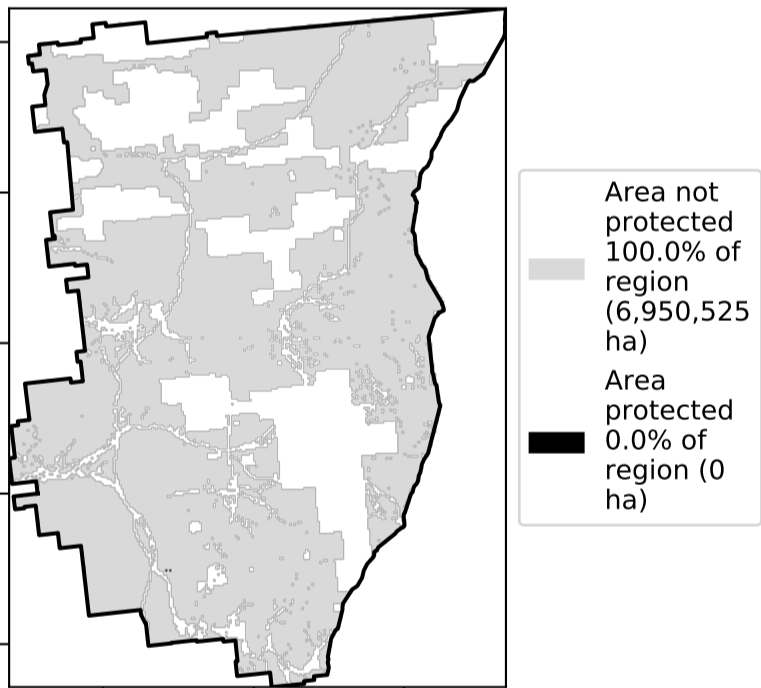 Area not
protected
100.0% of
region
(6,950,525
ha)
Area
protected
0.0% of
region (0
ha)